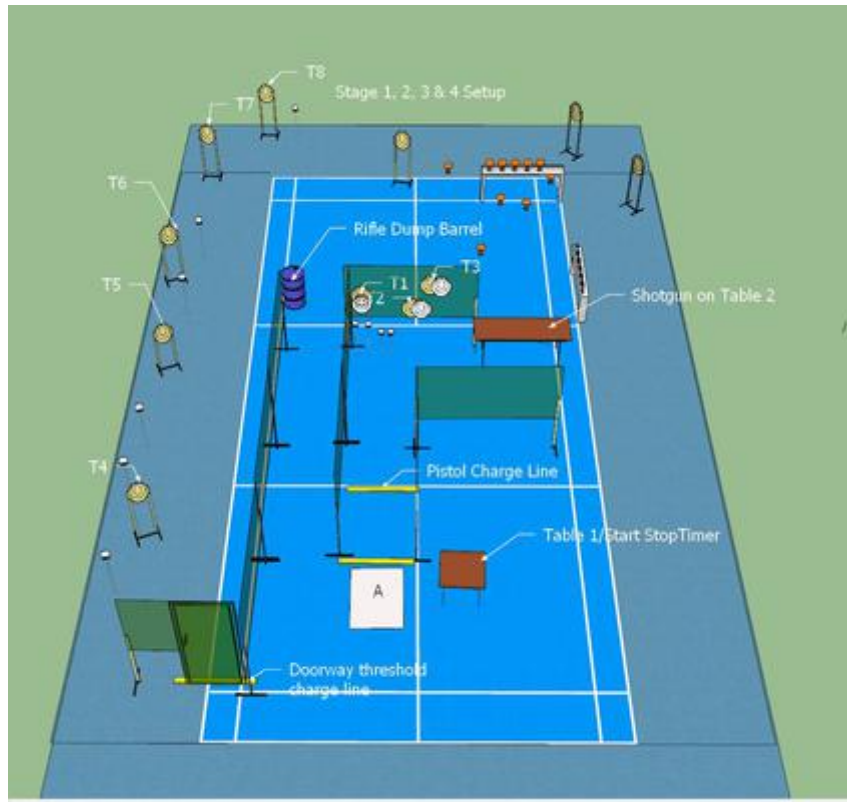 T8
Stage 1, 2, 3 & 4 Setup
T7
T6
Rifle Dump Barrel
T3
T1
T5
T2
Shotgun on Table 2
Pistol Charge Line
T4
Table 1/Start StopTimer
A
Doorway threshold
charge line